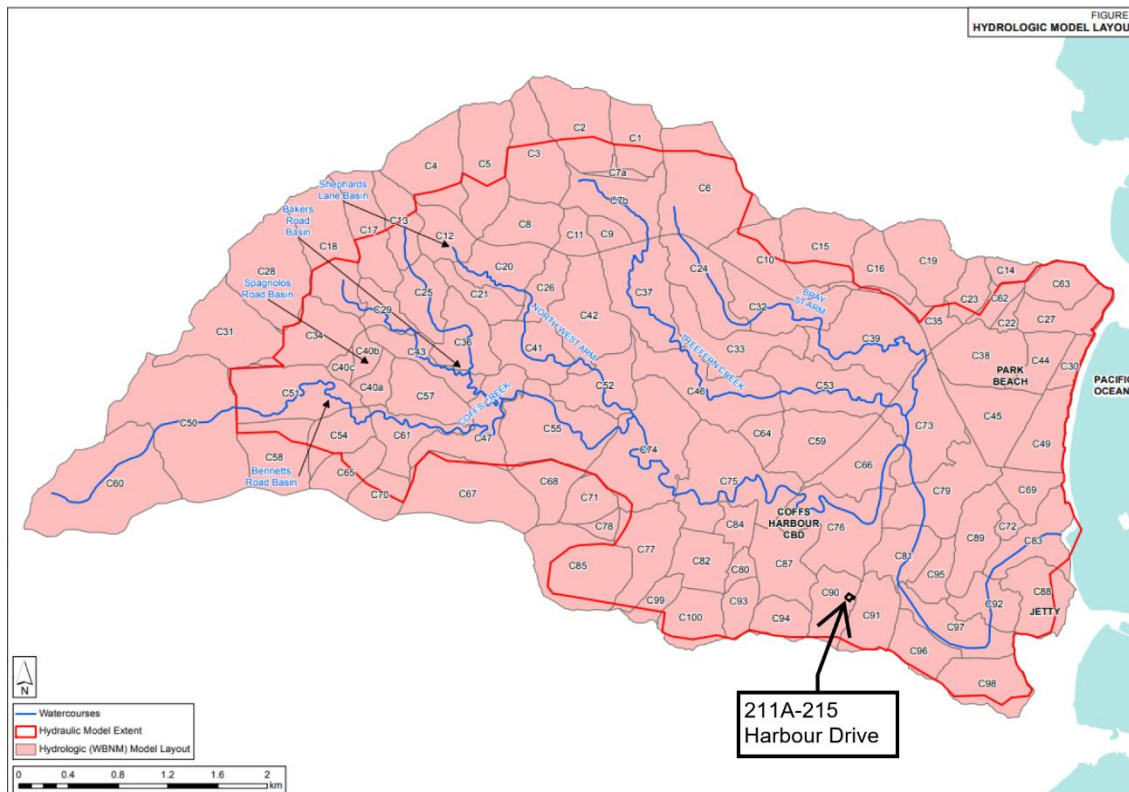 FIGURE
HYDROLOGIC MODEL LAYOU
C2
C1
C3
C4
C5
C7a
C6
Shephards
Lane Basin
C7b
Bakers
Road
Basin
C13
C17
C12
C8
C11
C9
C15
C18
C10
C16
C19
C14
C28
Spagnolos
Road Basin
C20
C24
C63
C25
C21
C26
C37
BRAY
ST ARM
C23
C62
C29
C42
C32
C22
C27
C31
C34
NORTH WEST ARM
TREEFERN CREEK
C35
C36
C40b
C43
C41
C33
C39
C38
C44
C30
C40c
PARK
BEACH
PACIFIC
OCEAN
C51
C40a
C57
COFFS CREEK
C52
C46
C53
C45
C50
C54
C61
C47
C55
C64
C59
C73
C49
C58
Bennetts
Road Basin
C65
C74
C66
C60
C70
C67
C68
C71
C75
C79
C69
COFFS
HARBOUR
CBD
C78
C84
C76
C72
C83
C77
C82
C87
C81
C89
C85
C80
C95
C90
C88
C99
C93
C91
C92
JETTY
C100
C94
C97
C96
C98
211A-215
Harbour Drive
N
Watercourses
Hydraulic Model Extent
Hydrologic (WBNM) Model Layout
0 0.4 0.8 1.2 1.6 2
km